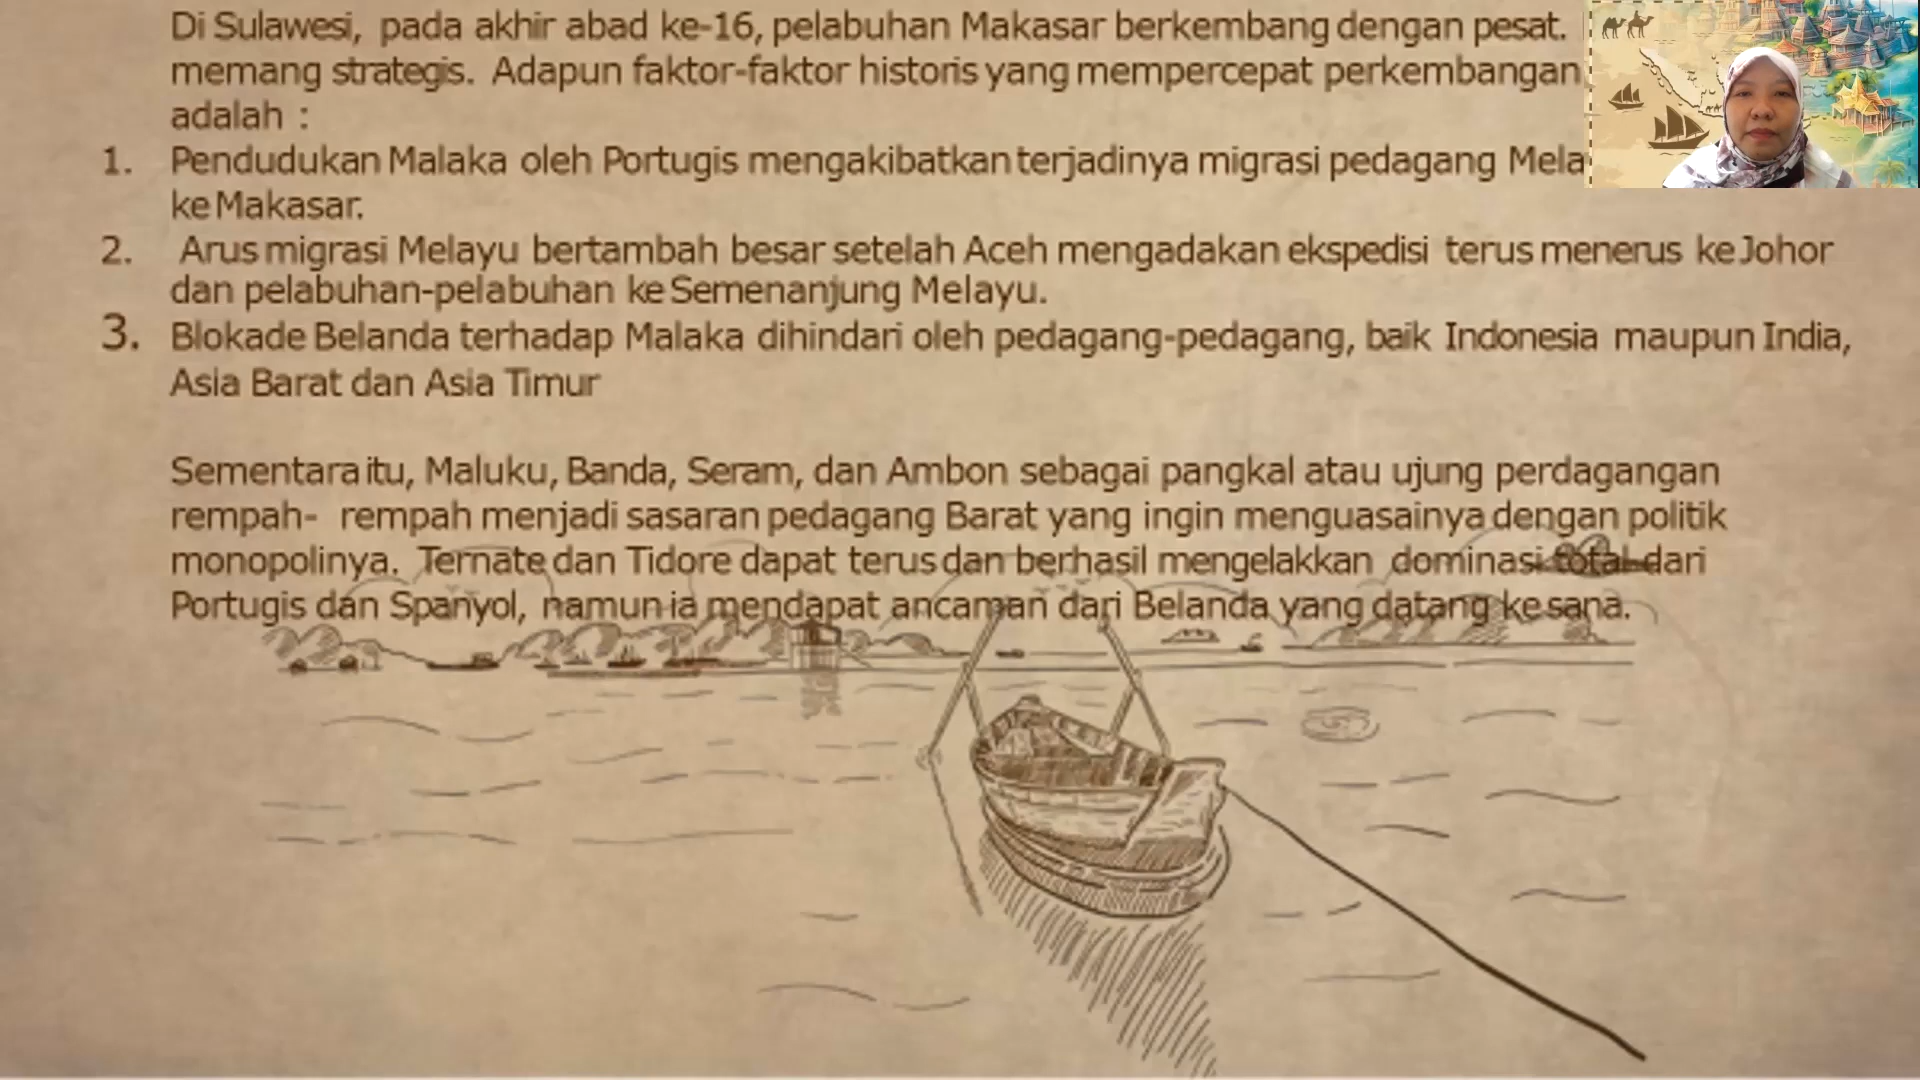 Di Sulawesi, pada akhir abad ke-16, pelabuhan Makasar berkembang dengan pesat.
memang strategis. Adapun faktor-faktor historis yang mempercepat perkembangan
adalah :
1. Pendudukan Malaka oleh Portugis mengakibatkan terjadinya migrasi pedagang
ke Makasar.
2. Arus migrasi Melayu bertambah besar setelah Aceh mengadakan ekspedisi terus menerus ke Johor
dan pelabuhan-pelabuhan ke Semenanjung Melayu.
3. Blokade Belanda terhadap Malaka dihindari oleh pedagang-pedagang, baik Indonesia maupun India,
Asia Barat dan Asia Timur
Sementara itu, Maluku, Banda, Seram, dan Ambon sebagai pangkal atau ujung perdagangan
rempah- rempah menjadi sasaran pedagang Barat yang ingin menguasainya dengan politik
monopolinya. Ternate dan Tidore dapat terus dan berhasil mengelakkan dominasi total dari
Portugis dan Spanyol, namun ia mendapat ancaman dari Belanda yang datang ke sana.